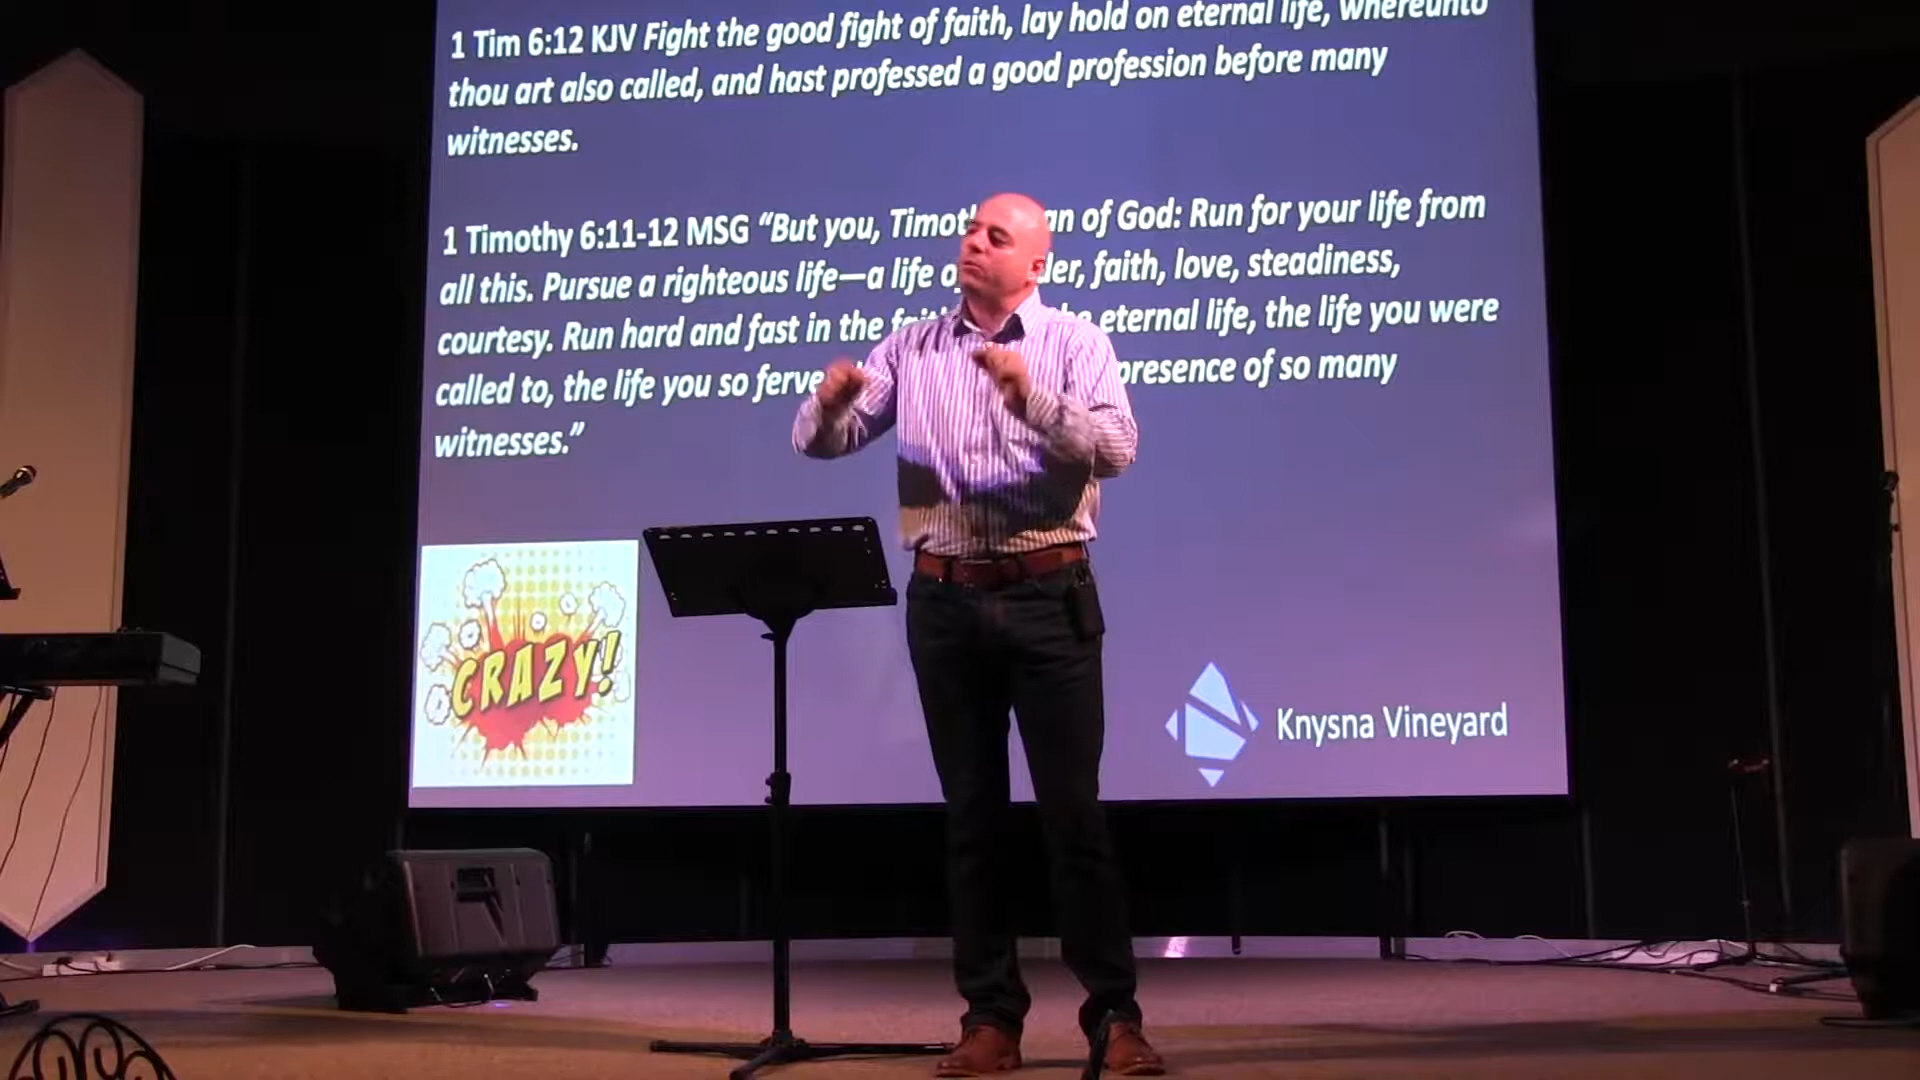 1 Tim 6:12 KJV Fight the good fight of faith, lay hold on eternal life, whereunto
thou art also called, and hast professed a good profession before many
witnesses.
1 Timothy 6:11-12 MSG “But you, Timoth an of God: Run for your life from
all this. Pursue a righteous life—a life o der, faith, love, steadiness,
courtesy. Run hard and fast in the fait he eternal life, the life you were
called to, the life you so ferve presence of so many
witnesses.”
CRAZY!
Knysna Vineyard